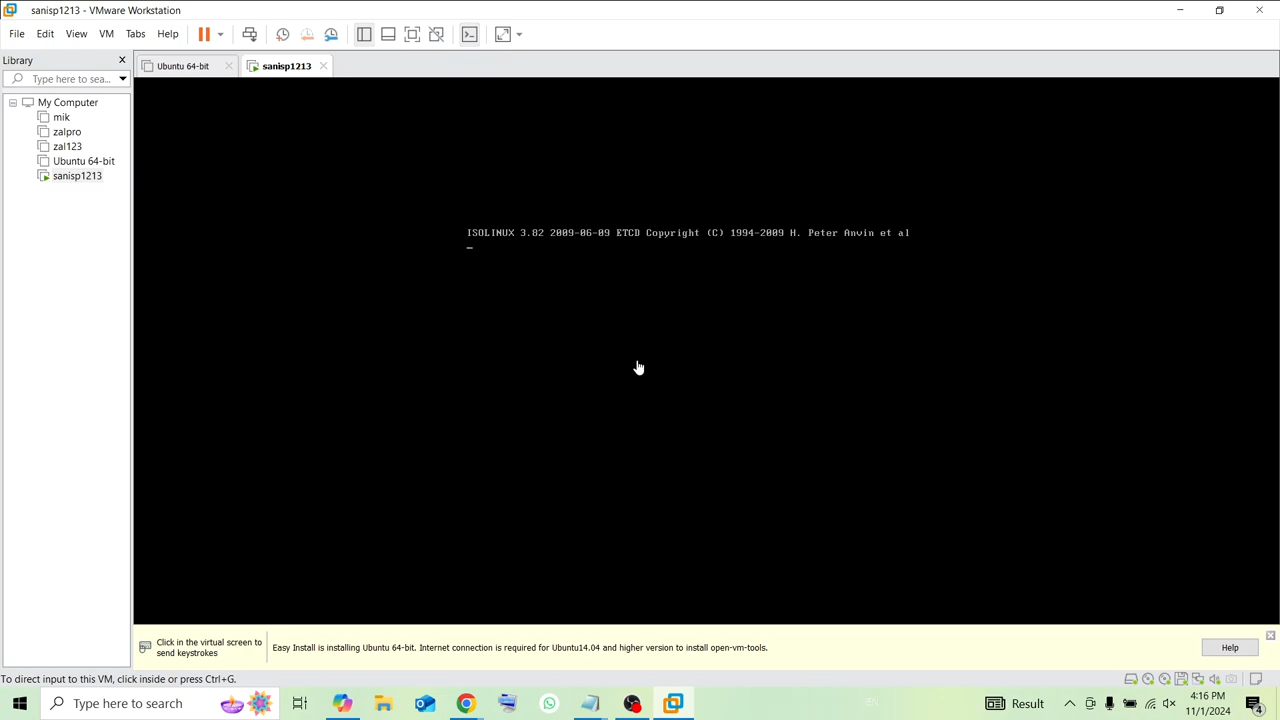 sanisp1213 - VMware Workstation
File Edit View VM Tabs Help
Library
Type here to sea...
Ubuntu 64-bit
sanisp1213
My Computer
mik
zalpro
zal123
Ubuntu 64-bit
sanisp1213
ISOLINUX 3.82 2009-06-09 ETCD Copyright (C) 1994-2009 H. Peter Anvin et al
Click in the virtual screen to
send keystrokes
Easy Install is installing Ubuntu 64-bit. Internet connection is required for Ubuntu14.04 and higher version to install open-vm-tools.
Help
To direct input to this VM, click inside or press Ctrl+G.
Type here to search
Result
4:16 PM
11/1/2024
4